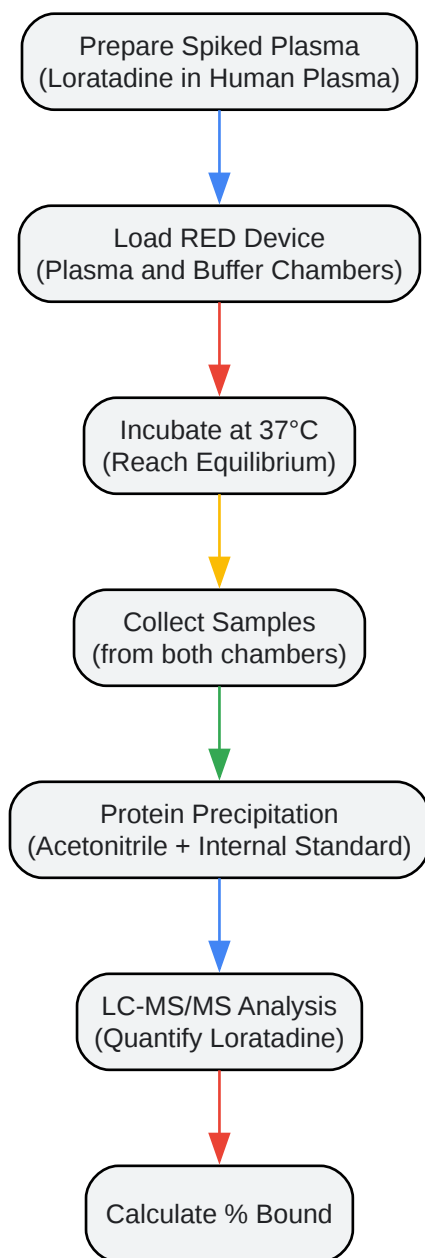 Prepare Spiked Plasma
(Loratadine in Human Plasma)
Load RED Device
(Plasma and Buffer Chambers)
Incubate at 37°C
(Reach Equilibrium)
Collect Samples
(from both chambers)
Protein Precipitation
(Acetonitrile + Internal Standard)
LC-MS/MS Analysis
(Quantify Loratadine)
Calculate % Bound